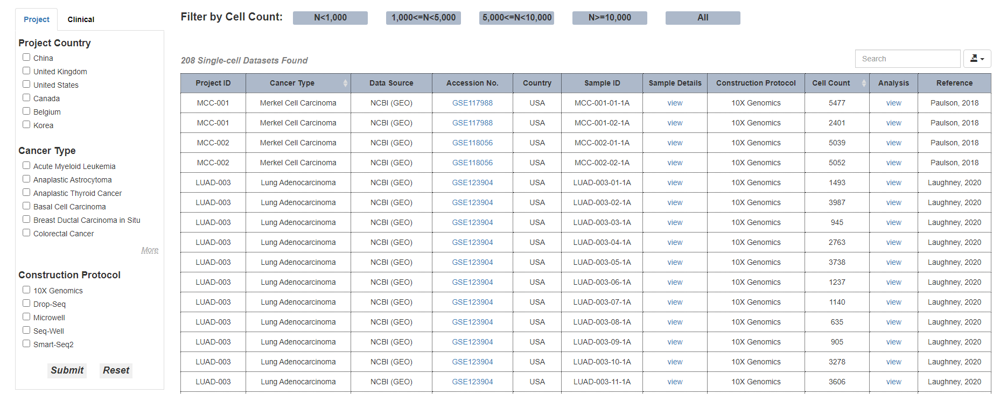 Project Clinical
Project Country
China
United Kingdom
United States
Canada
Belgium
Korea
Cancer Type
Acute Myeloid Leukemia
Anaplastic Astrocytoma
Anaplastic Thyroid Cancer
Basal Cell Carcinoma
Breast Ductal Carcinoma in Situ
Colorectal Cancer
More
Construction Protocol
10X Genomics
Drop-Seq
Microwell
Seq-Well
Smart-Seq2
Submit Reset
Filter by Cell Count: N<1,000 1,000<=N<5,000 5,000<=N<10,000 N>=10,000 All
208 Single-cell Datasets Found Search
Project ID Cancer Type Data Source Accession No. Country Sample ID Sample Details Construction Protocol Cell Count Analysis Reference
MCC-001 Merkel Cell Carcinoma NCBI (GEO) GSE117988 USA MCC-001-01-1A view 10X Genomics 5477 view Paulson, 2018
MCC-001 Merkel Cell Carcinoma NCBI (GEO) GSE117988 USA MCC-001-02-1A view 10X Genomics 2401 view Paulson, 2018
MCC-002 Merkel Cell Carcinoma NCBI (GEO) GSE118056 USA MCC-002-01-1A view 10X Genomics 5039 view Paulson, 2018
MCC-002 Merkel Cell Carcinoma NCBI (GEO) GSE118056 USA MCC-002-02-1A view 10X Genomics 5052 view Paulson, 2018
LUAD-003 Lung Adenocarcinoma NCBI (GEO) GSE123904 USA LUAD-003-01-1A view 10X Genomics 1493 view Laughney, 2020
LUAD-003 Lung Adenocarcinoma NCBI (GEO) GSE123904 USA LUAD-003-02-1A view 10X Genomics 3987 view Laughney, 2020
LUAD-003 Lung Adenocarcinoma NCBI (GEO) GSE123904 USA LUAD-003-03-1A view 10X Genomics 945 view Laughney, 2020
LUAD-003 Lung Adenocarcinoma NCBI (GEO) GSE123904 USA LUAD-003-04-1A view 10X Genomics 2763 view Laughney, 2020
LUAD-003 Lung Adenocarcinoma NCBI (GEO) GSE123904 USA LUAD-003-05-1A view 10X Genomics 3738 view Laughney, 2020
LUAD-003 Lung Adenocarcinoma NCBI (GEO) GSE123904 USA LUAD-003-06-1A view 10X Genomics 1237 view Laughney, 2020
LUAD-003 Lung Adenocarcinoma NCBI (GEO) GSE123904 USA LUAD-003-07-1A view 10X Genomics 1140 view Laughney, 2020
LUAD-003 Lung Adenocarcinoma NCBI (GEO) GSE123904 USA LUAD-003-08-1A view 10X Genomics 635 view Laughney, 2020
LUAD-003 Lung Adenocarcinoma NCBI (GEO) GSE123904 USA LUAD-003-09-1A view 10X Genomics 905 view Laughney, 2020
LUAD-003 Lung Adenocarcinoma NCBI (GEO) GSE123904 USA LUAD-003-10-1A view 10X Genomics 3278 view Laughney, 2020
LUAD-003 Lung Adenocarcinoma NCBI (GEO) GSE123904 USA LUAD-003-11-1A view 10X Genomics 3606 view Laughney, 2020